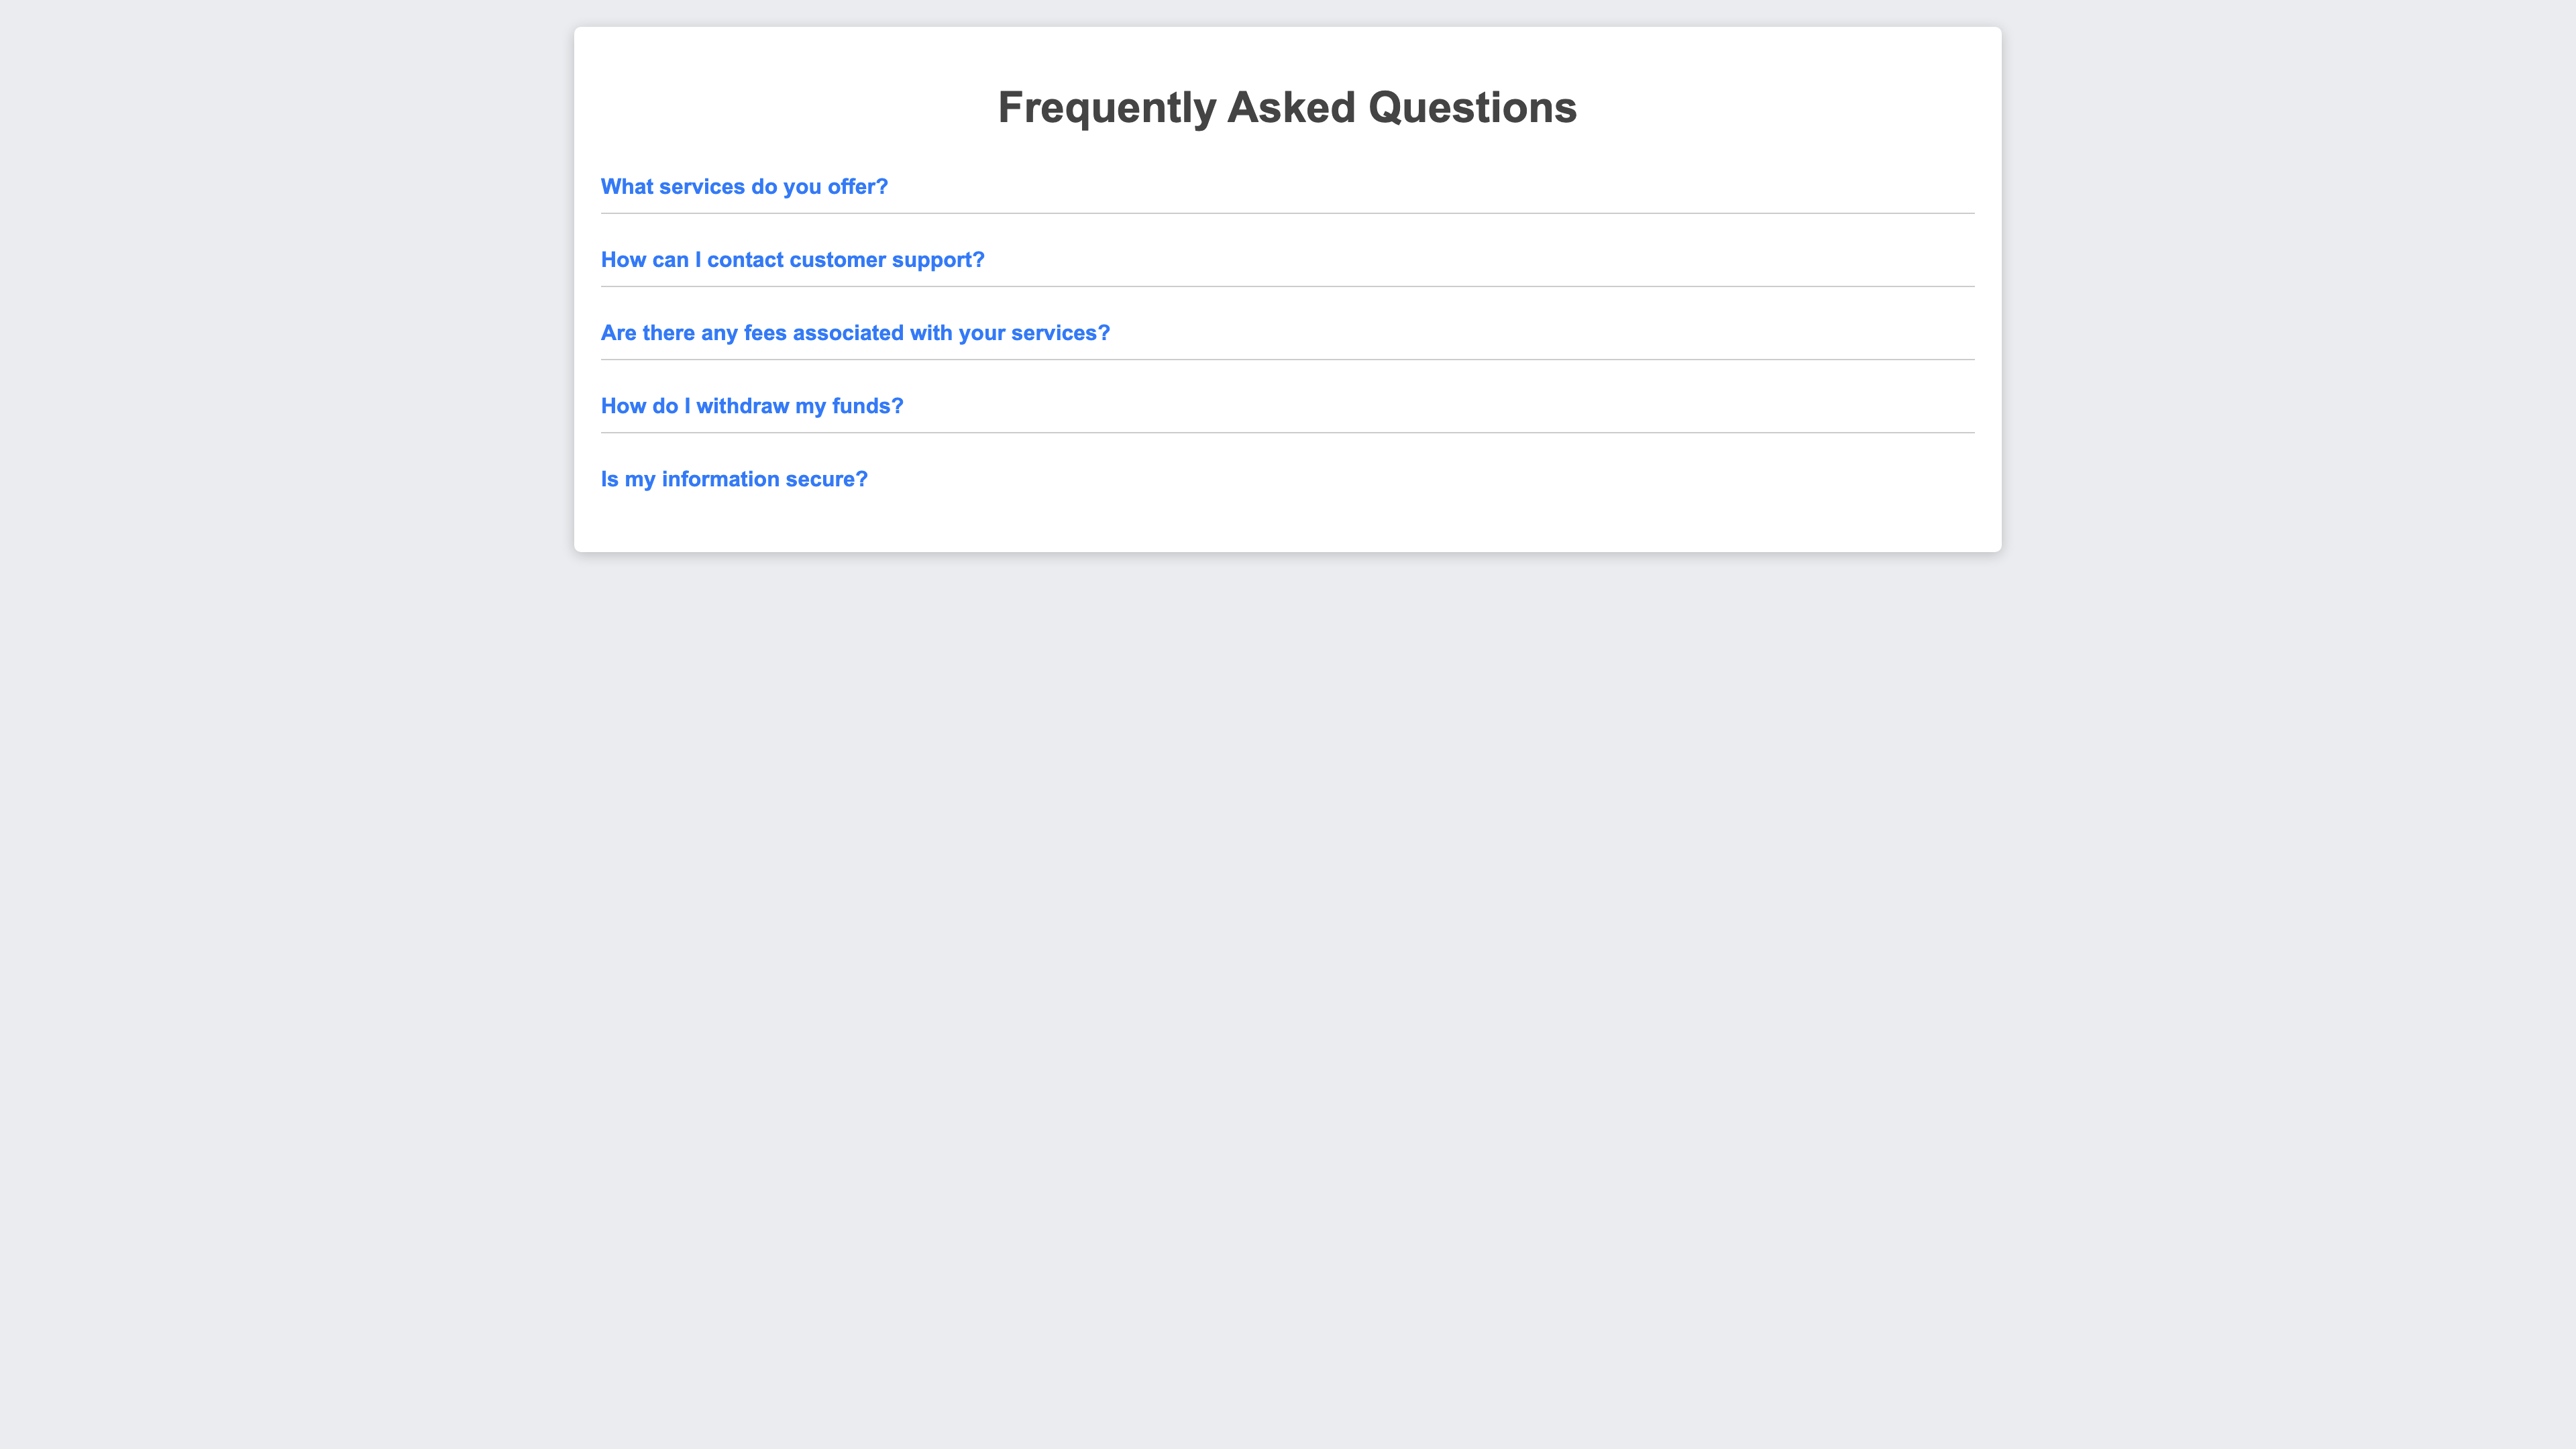 Frequently Asked Questions
What services do you offer?
How can I contact customer support?
Are there any fees associated with your services?
How do I withdraw my funds?
Is my information secure?